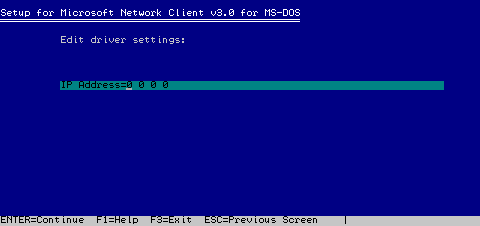 Setup for Microsoft Network Client v3.0 for MS-DOS
Edit driver settings:
IP Address=0 0 0 0
ENTER=Continue F1=Help F3=Exit ESC=Previous Screen |